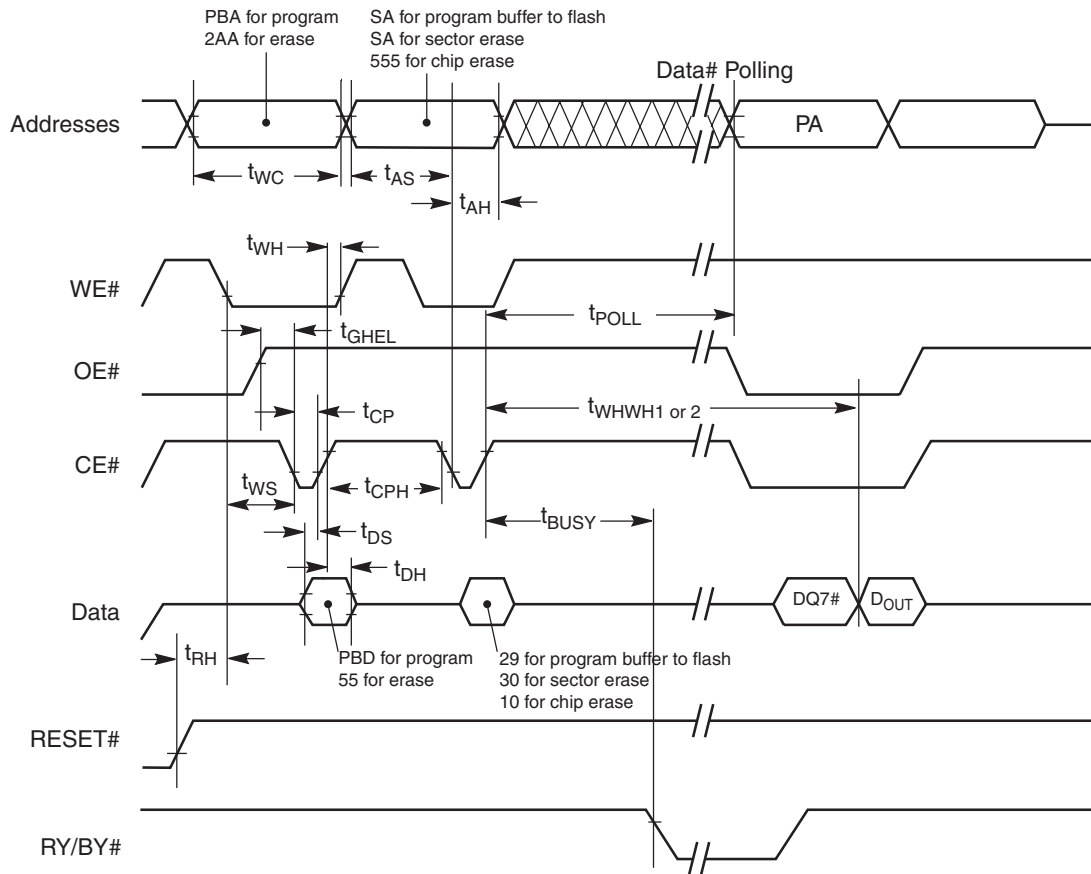 PBA for program
2AA for erase
SA for program buffer to flash
SA for sector erase
555 for chip erase
Data# Polling
Addresses
PA
tWC
tAS
tAH
tWH
WE#
tPOLL
tGHEL
OE#
tWHWH1 or 2
tCP
CE#
tWS
tCPH
tBUSY
tDS
tDH
Data
DQ7#
DOUT
tRH
PBD for program
55 for erase
29 for program buffer to flash
30 for sector erase
10 for chip erase
RESET#
RY/BY#